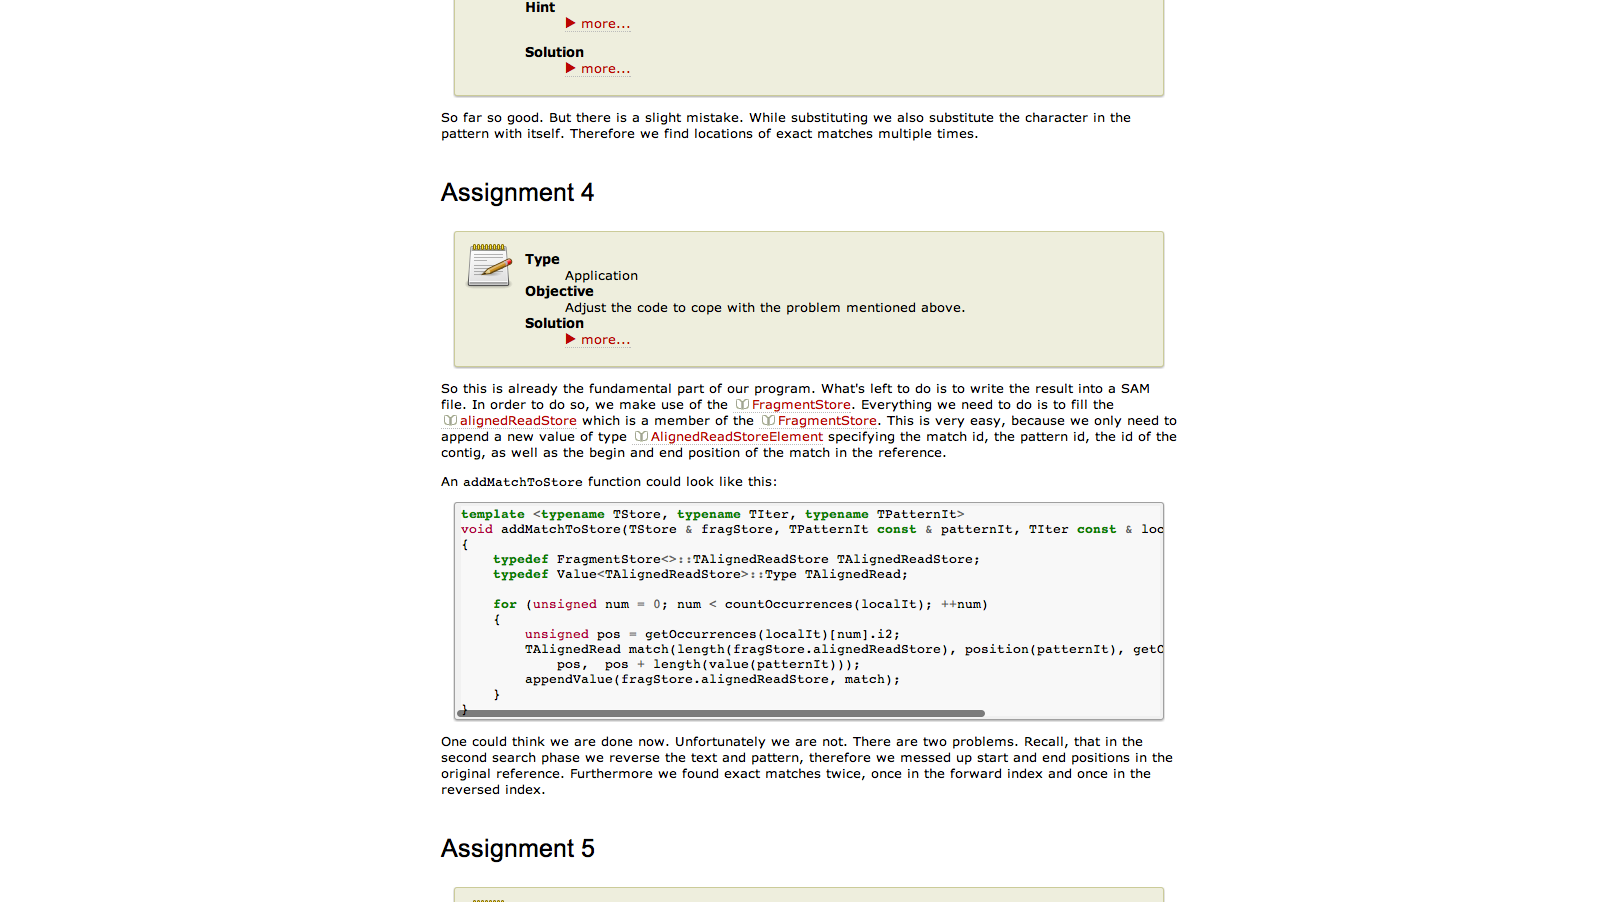 Hint
▶ more...
Solution
▶ more...
So far so good. But there is a slight mistake. While substituting we also substitute the character in the
pattern with itself. Therefore we find locations of exact matches multiple times.
Assignment 4
Type
Application
Objective
Adjust the code to cope with the problem mentioned above.
Solution
▶ more...
So this is already the fundamental part of our program. What's left to do is to write the result into a SAM
file. In order to do so, we make use of the FragmentStore. Everything we need to do is to fill the
alignedReadStore which is a member of the FragmentStore. This is very easy, because we only need to
append a new value of type AlignedReadStoreElement specifying the match id, the pattern id, the id of the
contig, as well as the begin and end position of the match in the reference.
An addMatchToStore function could look like this:
template <typename TStore, typename TIter, typename TPatternIt>
void addMatchToStore(TStore & fragStore, TPatternIt const & patternIt, TIter const & loc
{
typedef FragmentStore<>::TAlignedReadStore TAlignedReadStore;
typedef Value<TAlignedReadStore>::Type TAlignedRead;
for (unsigned num = 0; num < countOccurrences(localIt); ++num)
{
unsigned pos = getOccurrences(localIt)[num].i2;
TAlignedRead match(length(fragStore.alignedReadStore), position(patternIt), getO
pos,  pos + length(value(patternIt)));
appendValue(fragStore.alignedReadStore, match);
}
}
One could think we are done now. Unfortunately we are not. There are two problems. Recall, that in the
second search phase we reverse the text and pattern, therefore we messed up start and end positions in the
original reference. Furthermore we found exact matches twice, once in the forward index and once in the
reversed index.
Assignment 5